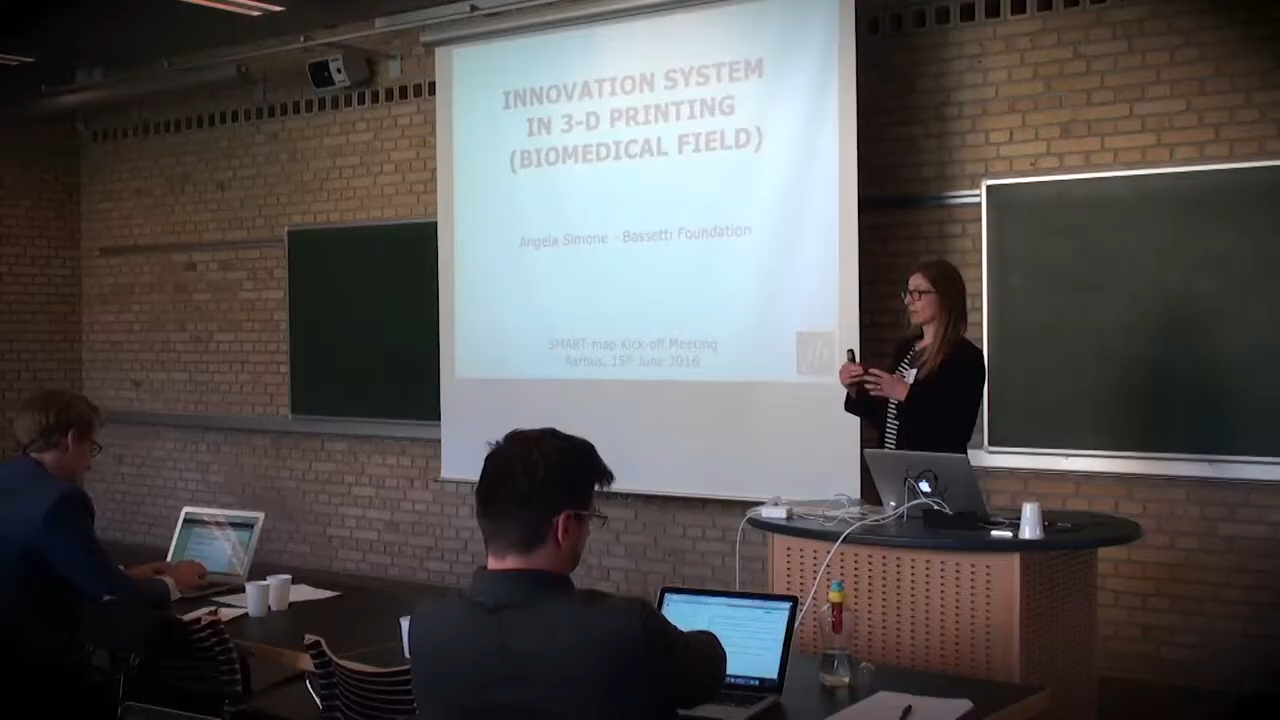 INNOVATION SYSTEM
IN 3-D PRINTING
(BIOMEDICAL FIELD)
Angela Simone - Bassetti Foundation
SMART-map Kick-off Meeting
Aarhus, 15th June 2016